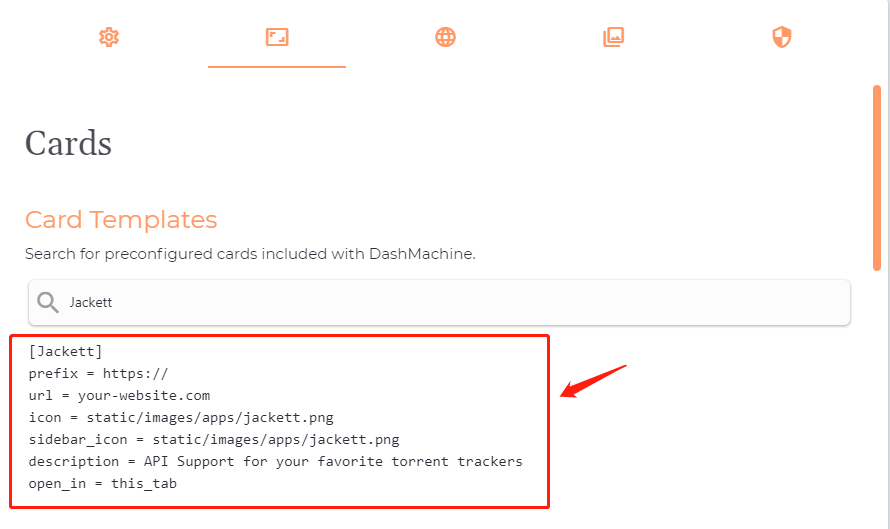 Cards
Card Templates
Search for preconfigured cards included with DashMachine.
Jackett
[Jackett]
prefix = https://
url = your-website.com
icon = static/images/apps/jackett.png
sidebar_icon = static/images/apps/jackett.png
description = API Support for your favorite torrent trackers
open_in = this_tab